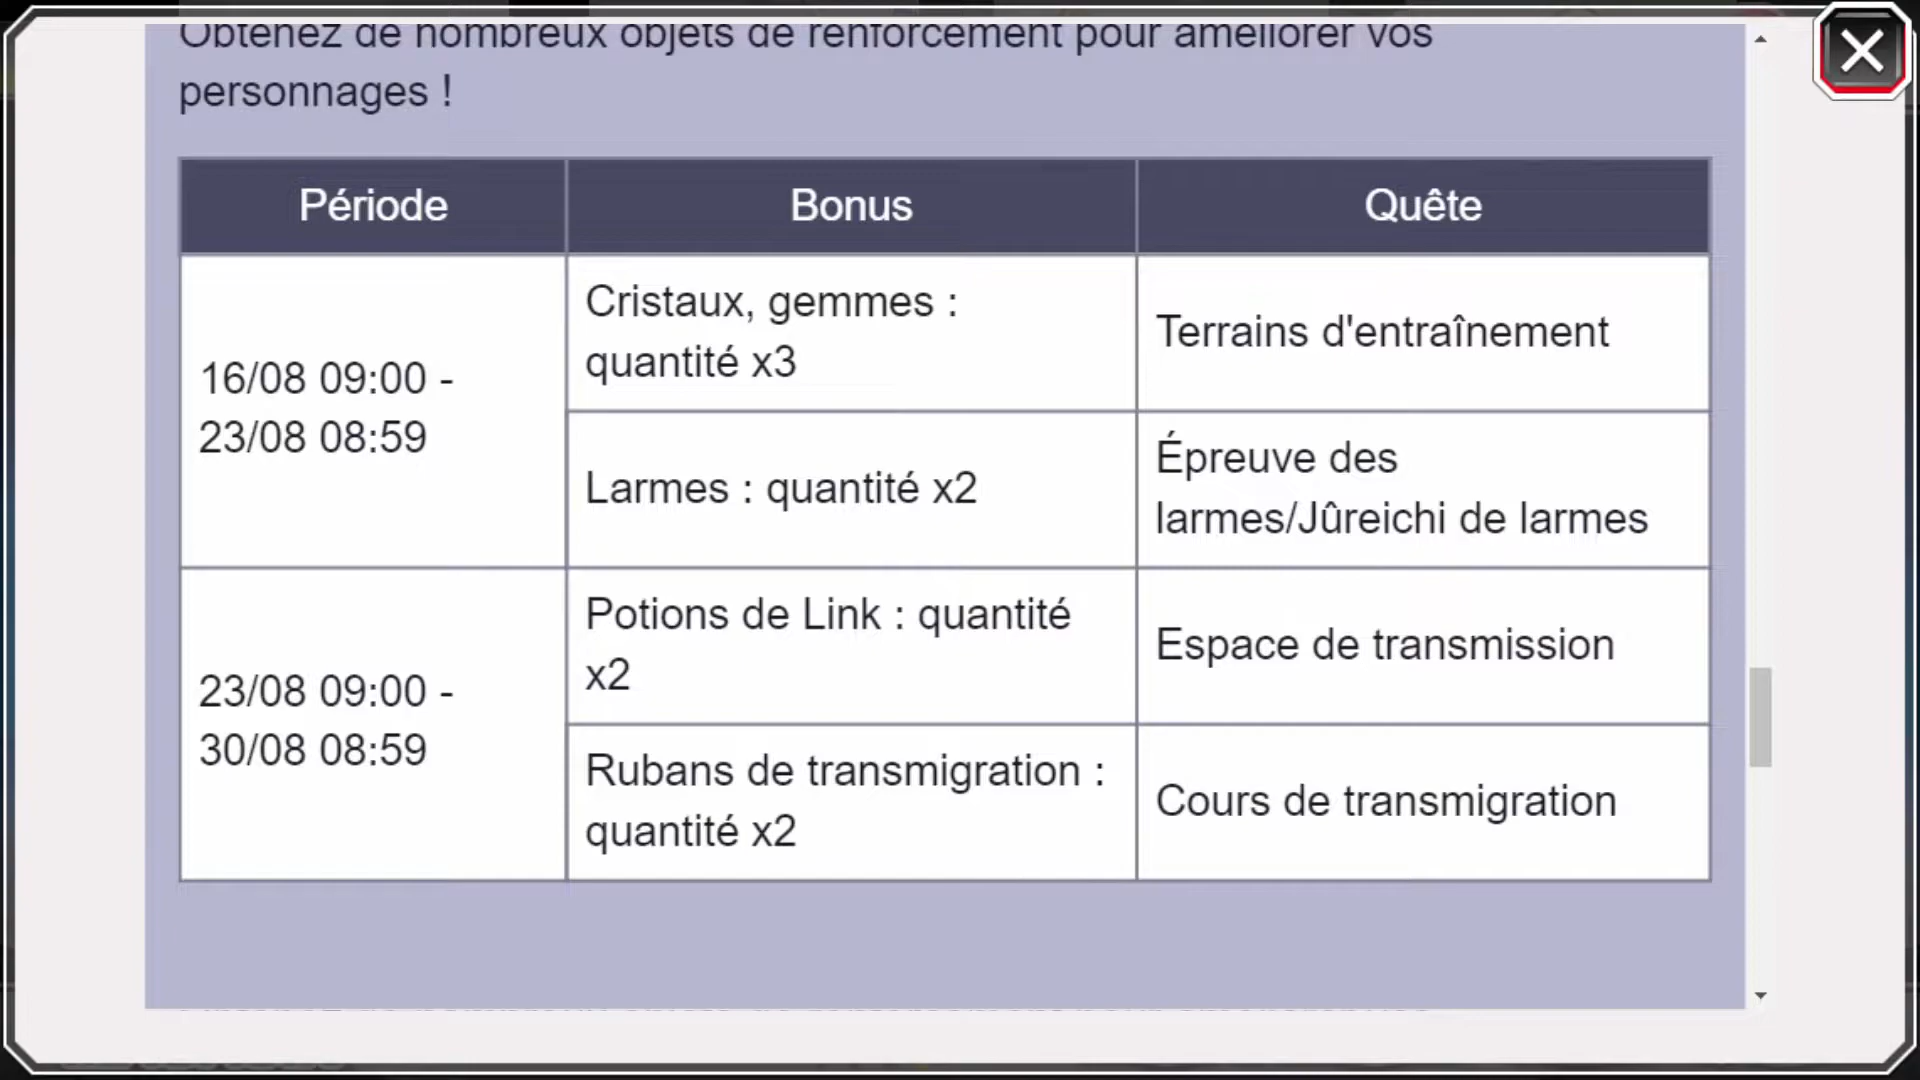 Obtenez de nombreux objets de renforcement pour améliorer vos
personnages !
Période
Bonus
Quête
16/08 09:00 -
23/08 08:59
Cristaux, gemmes :
quantité x3
Terrains d'entraînement
Larmes : quantité x2
Épreuve des
larmes/Jûreichi de larmes
23/08 09:00 -
30/08 08:59
Potions de Link : quantité
x2
Espace de transmission
Rubans de transmigration :
quantité x2
Cours de transmigration